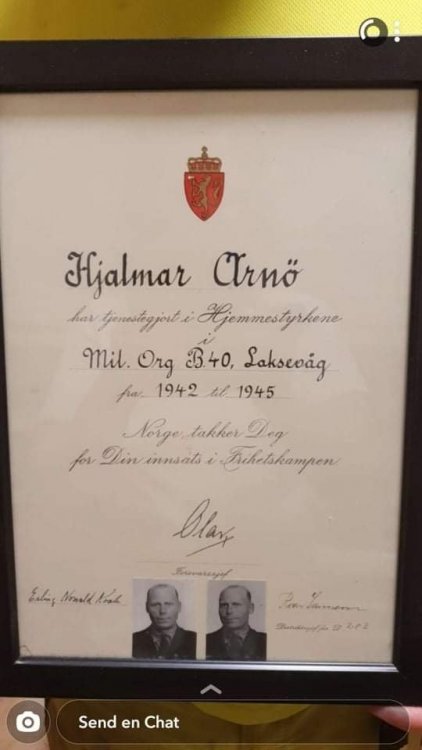 Hjalmar Arnö
har tjenestegjort i Hjemmestyrkene
i
Mil. Org B.40, Laksevåg
fra 1942 til 1945
Norge takker Deg
for Din innsats i Frihetskampen
Olav
Forsvarssjef
Send en Chat